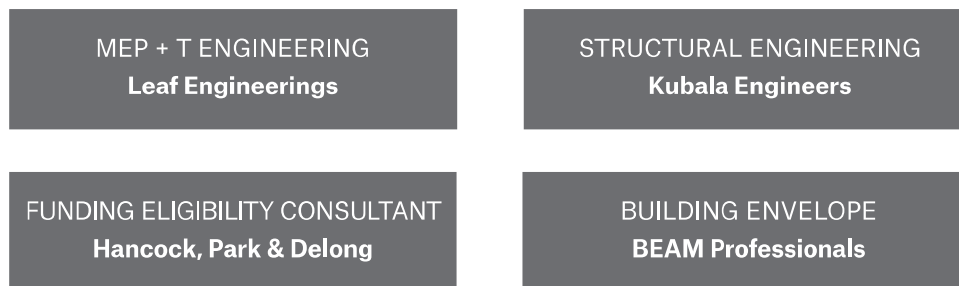 MEP + T ENGINEERING
Leaf Engineerings
STRUCTURAL ENGINEERING
Kubala Engineers
FUNDING ELIGIBILITY CONSULTANT
Hancock, Park & Delong
BUILDING ENVELOPE
BEAM Professionals